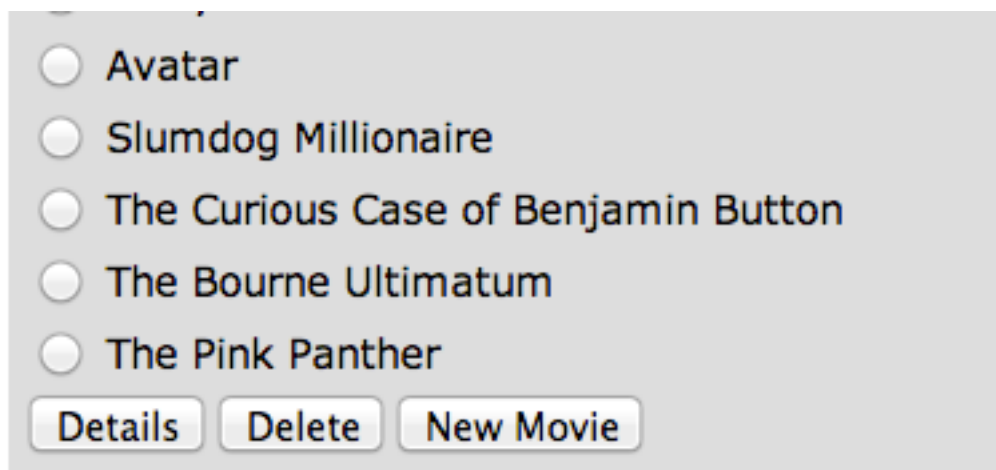 Avatar
Slumdog Millionaire
The Curious Case of Benjamin Button
The Bourne Ultimatum
The Pink Panther
Details Delete New Movie